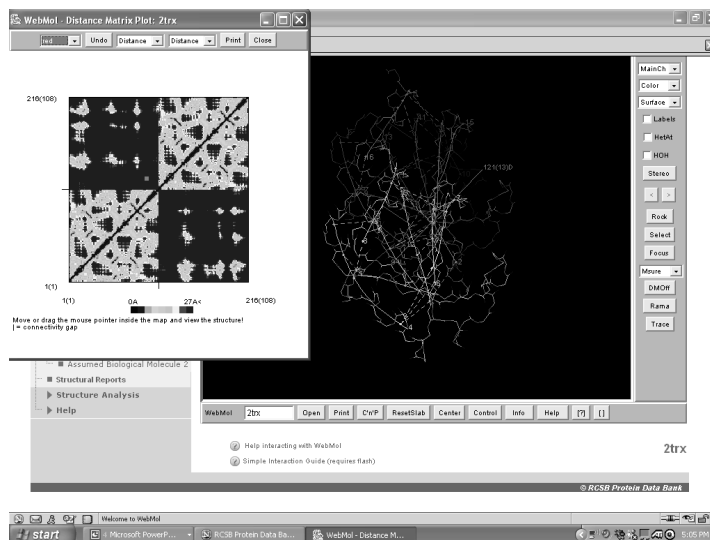 WebMol - Distance Matrix Plot: 2trx
red Undo Distance Distance Print Close
216(108)
1(1)
1(1) 0A 27A< 216(108)
Move or drag the mouse pointer inside the map and view the structure!
| = connectivity gap
121(13)
MainCh
Color
Surface
Labels
HetAt
HOH
Stereo
< >
Rock
Select
Focus
Msure
DMOff
Rama
Trace
Assumed Biological Molecule 2
Structural Reports
Structure Analysis
Help
WebMol 2trx Open Print C'n'P ResetSlab Center Control Info Help [?] []
Help interacting with WebMol
Simple Interaction Guide (requires flash)
2trx
© RCSB Protein Data Bank
Welcome to WebMol
start Microsoft PowerP... RCSB Protein Data Ba... WebMol - Distance M... 5:05 PM